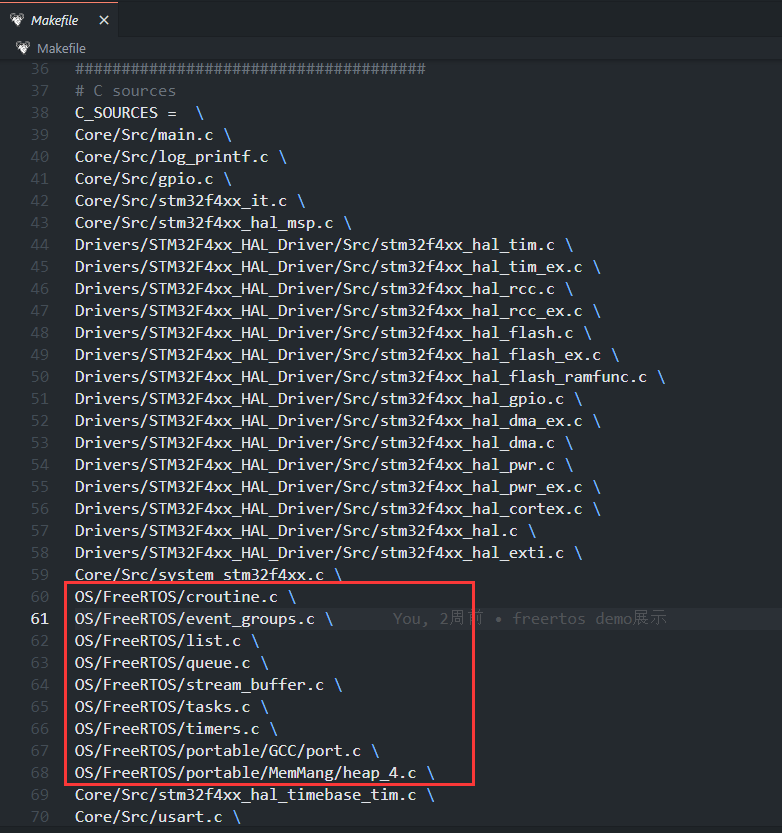 Makefile ×
Makefile
36 ######################################
37 # C sources
38 C_SOURCES =  \
39 Core/Src/main.c \
40 Core/Src/log_printf.c \
41 Core/Src/gpio.c \
42 Core/Src/stm32f4xx_it.c \
43 Core/Src/stm32f4xx_hal_msp.c \
44 Drivers/STM32F4xx_HAL_Driver/Src/stm32f4xx_hal_tim.c \
45 Drivers/STM32F4xx_HAL_Driver/Src/stm32f4xx_hal_tim_ex.c \
46 Drivers/STM32F4xx_HAL_Driver/Src/stm32f4xx_hal_rcc.c \
47 Drivers/STM32F4xx_HAL_Driver/Src/stm32f4xx_hal_rcc_ex.c \
48 Drivers/STM32F4xx_HAL_Driver/Src/stm32f4xx_hal_flash.c \
49 Drivers/STM32F4xx_HAL_Driver/Src/stm32f4xx_hal_flash_ex.c \
50 Drivers/STM32F4xx_HAL_Driver/Src/stm32f4xx_hal_flash_ramfunc.c \
51 Drivers/STM32F4xx_HAL_Driver/Src/stm32f4xx_hal_gpio.c \
52 Drivers/STM32F4xx_HAL_Driver/Src/stm32f4xx_hal_dma_ex.c \
53 Drivers/STM32F4xx_HAL_Driver/Src/stm32f4xx_hal_dma.c \
54 Drivers/STM32F4xx_HAL_Driver/Src/stm32f4xx_hal_pwr.c \
55 Drivers/STM32F4xx_HAL_Driver/Src/stm32f4xx_hal_pwr_ex.c \
56 Drivers/STM32F4xx_HAL_Driver/Src/stm32f4xx_hal_cortex.c \
57 Drivers/STM32F4xx_HAL_Driver/Src/stm32f4xx_hal.c \
58 Drivers/STM32F4xx_HAL_Driver/Src/stm32f4xx_hal_exti.c \
59 Core/Src/system_stm32f4xx.c \
60 OS/FreeRTOS/croutine.c \
61 OS/FreeRTOS/event_groups.c \ You, 2周前 • freertos demo展示
62 OS/FreeRTOS/list.c \
63 OS/FreeRTOS/queue.c \
64 OS/FreeRTOS/stream_buffer.c \
65 OS/FreeRTOS/tasks.c \
66 OS/FreeRTOS/timers.c \
67 OS/FreeRTOS/portable/GCC/port.c \
68 OS/FreeRTOS/portable/MemMang/heap_4.c \
69 Core/Src/stm32f4xx_hal_timebase_tim.c \
70 Core/Src/usart.c \